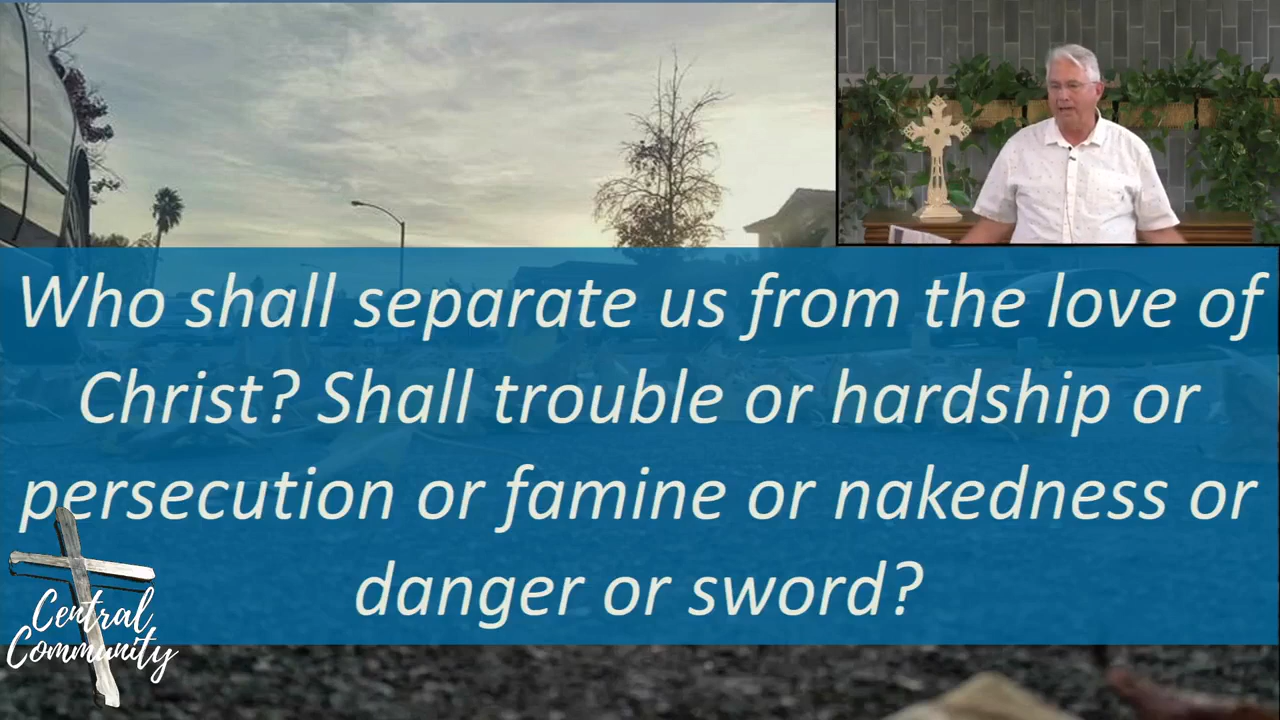 Who shall separate us from the love of
Christ? Shall trouble or hardship or
persecution or famine or nakedness or
danger or sword?
Central
Community